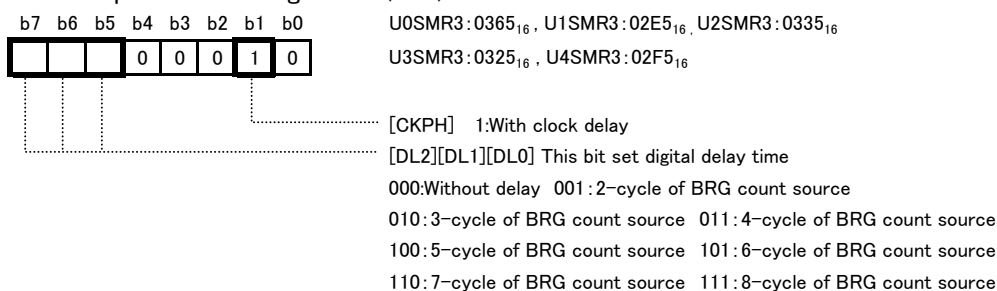 b7 b6 b5 b4 b3 b2 b1 b0 U0SMR3:0365₁₆ , U1SMR3:02E5₁₆ , U2SMR3:0335₁₆
0 0 0 1 0 U3SMR3:0325₁₆ , U4SMR3:02F5₁₆
[CKPH] 1:With clock delay
[DL2][DL1][DL0] This bit set digital delay time
000:Without delay 001:2-cycle of BRG count source
010:3-cycle of BRG count source 011:4-cycle of BRG count source
100:5-cycle of BRG count source 101:6-cycle of BRG count source
110:7-cycle of BRG count source 111:8-cycle of BRG count source